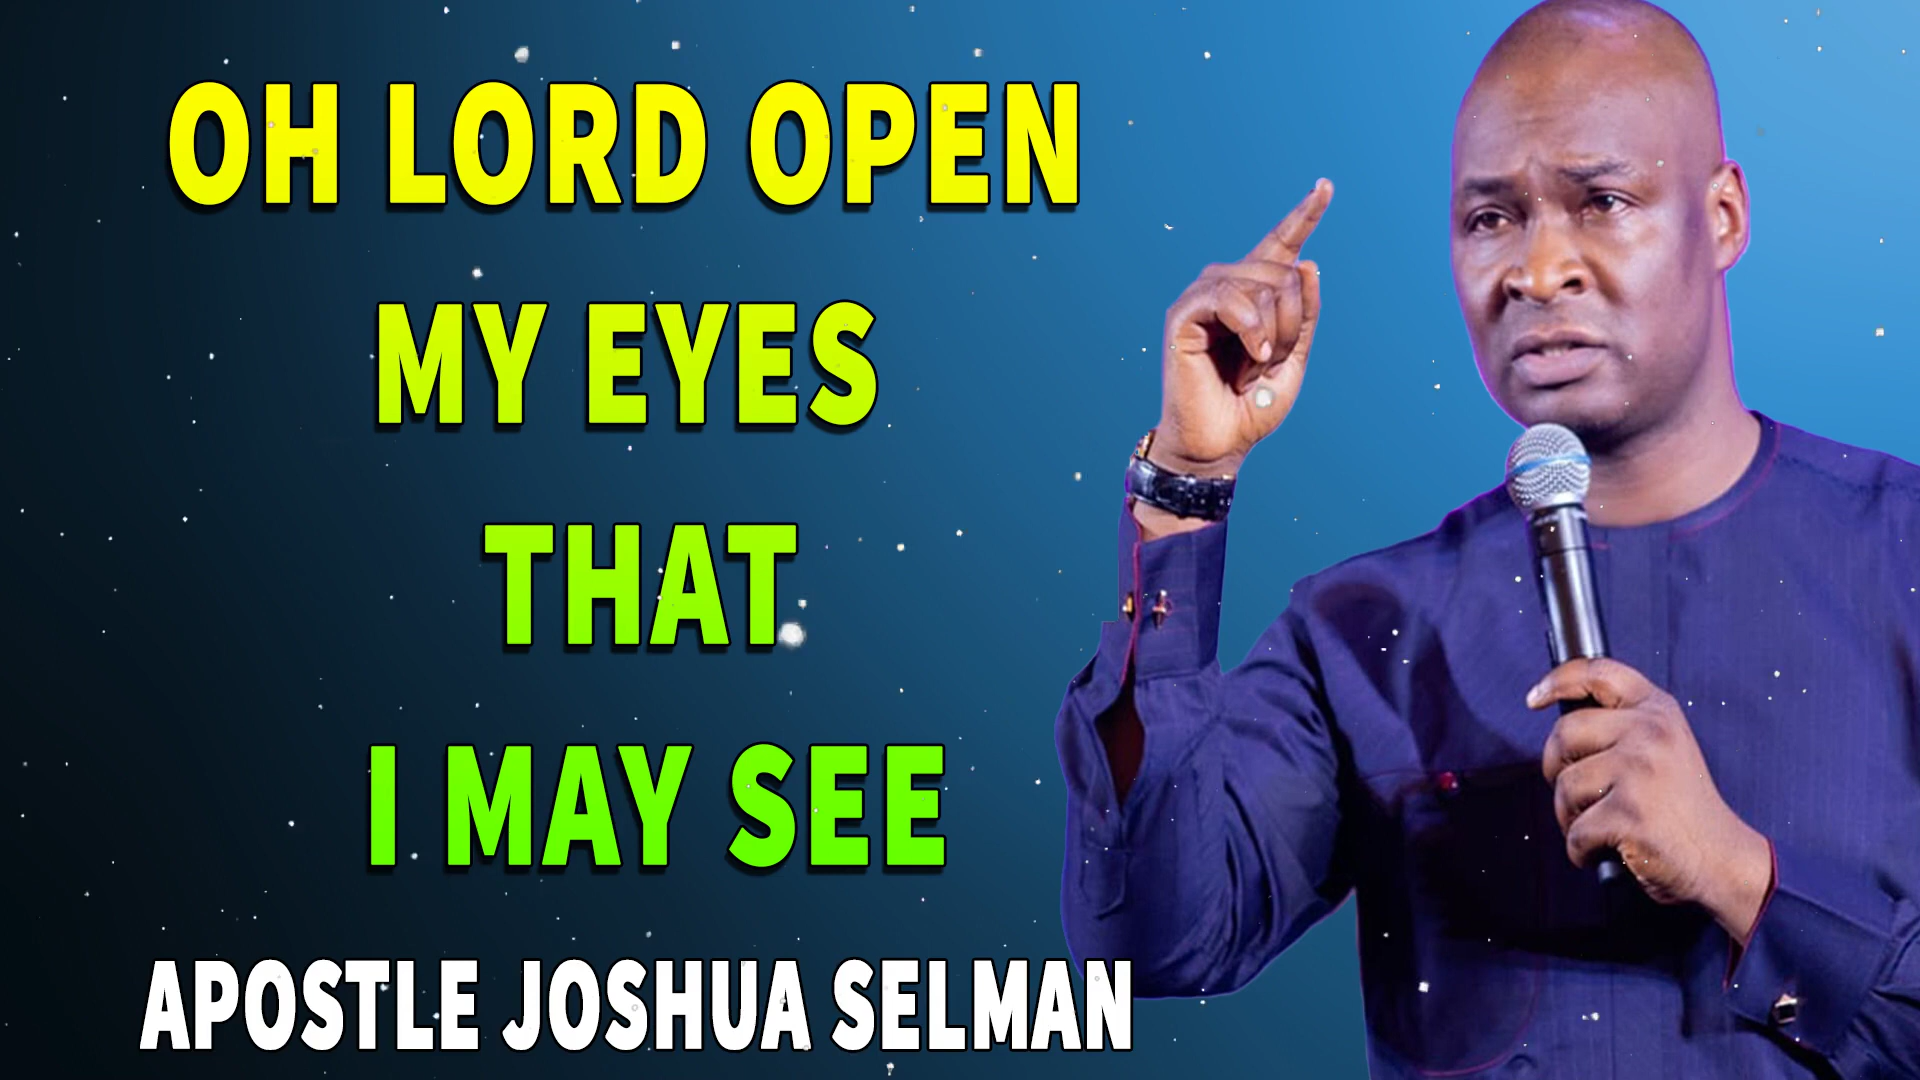 OH LORD OPEN
MY EYES
THAT
I MAY SEE
APOSTLE JOSHUA SELMAN